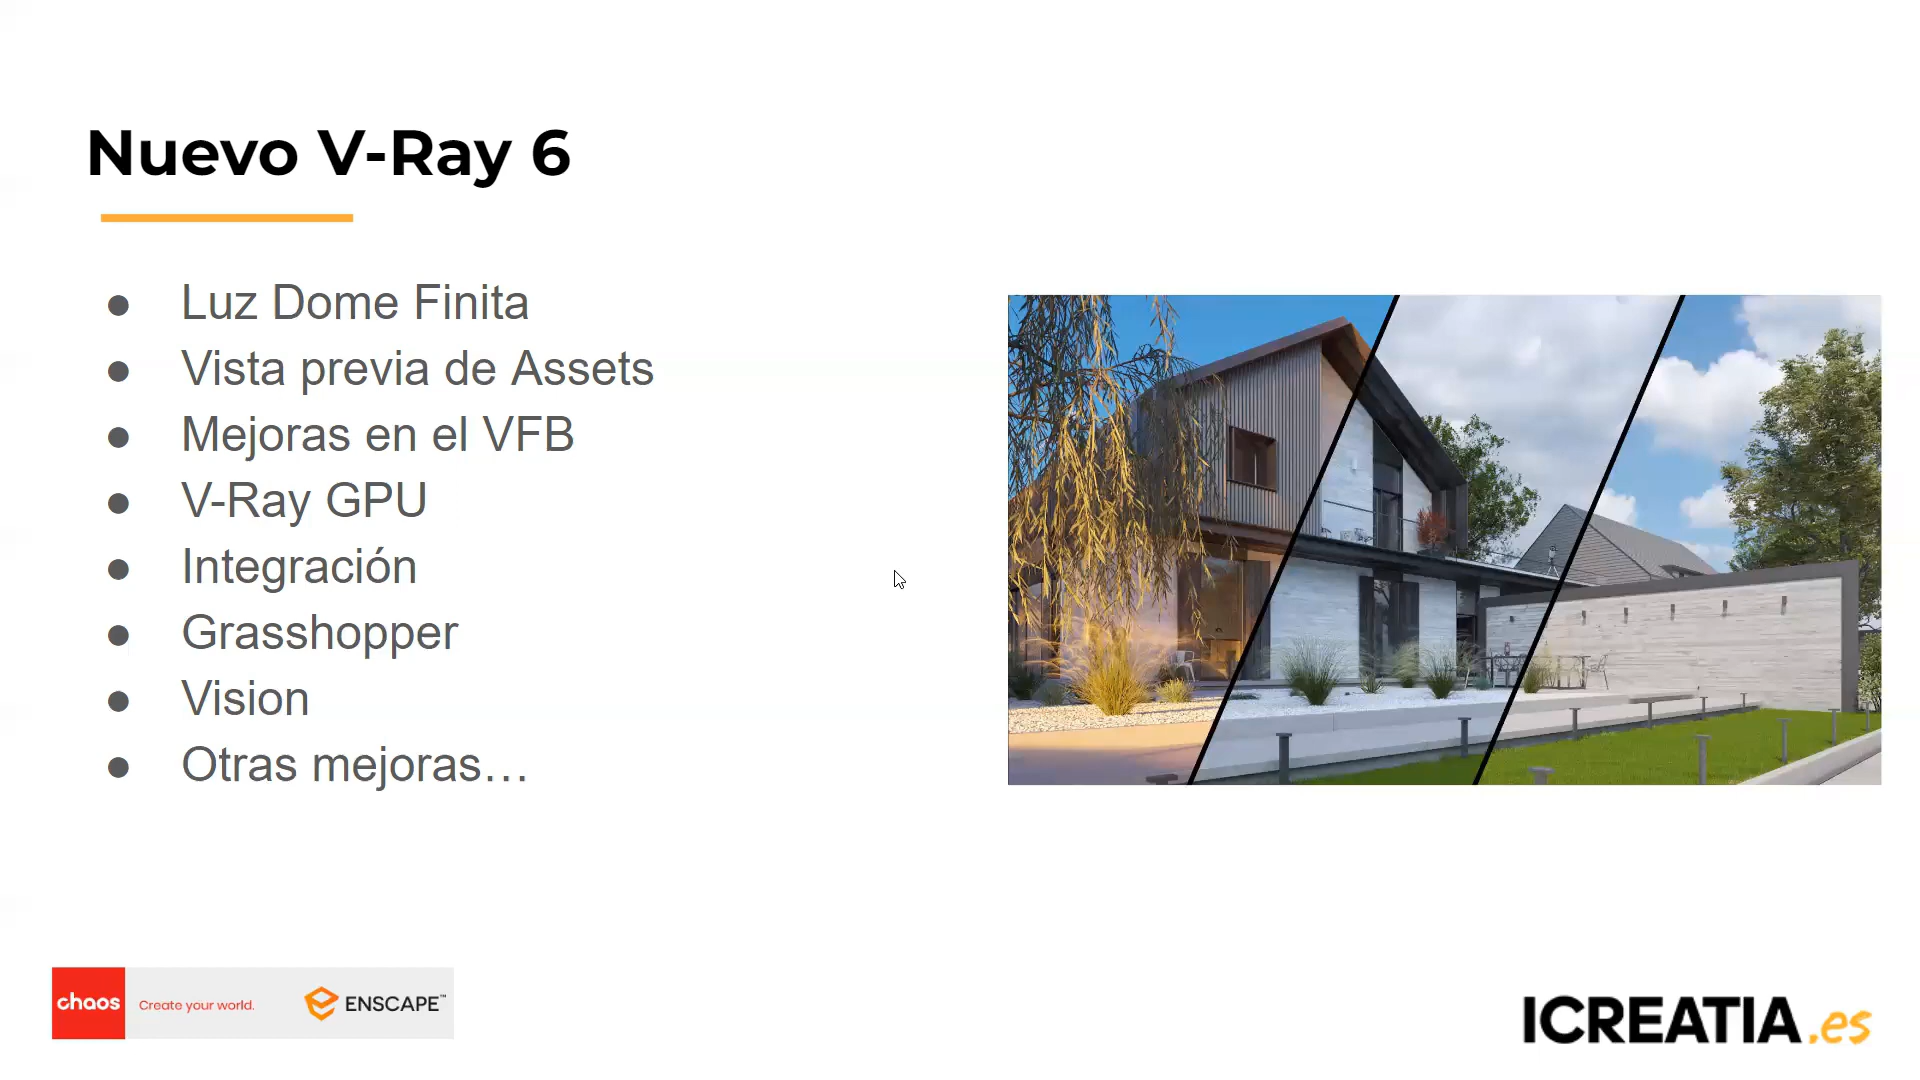 Nuevo V-Ray 6
● Luz Dome Finita
● Vista previa de Assets
● Mejoras en el VFB
● V-Ray GPU
● Integración
● Grasshopper
● Vision
● Otras mejoras…
chaos Create your world. ENSCAPE™
ICREATIA.es